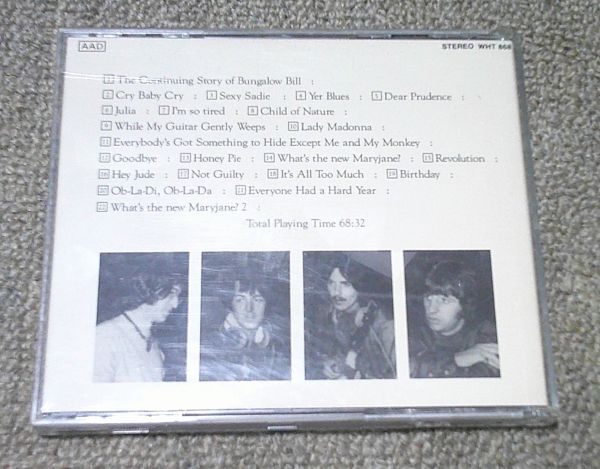 AAD
STEREO WHT 868
1 The Continuing Story of Bungalow Bill :
2 Cry Baby Cry : 3 Sexy Sadie : 4 Yer Blues : 5 Dear Prudence :
6 Julia : 7 I'm so tired : 8 Child of Nature :
9 While My Guitar Gently Weeps : 10 Lady Madonna :
11 Everybody's Got Something to Hide Except Me and My Monkey :
12 Goodbye : 13 Honey Pie : 14 What's the new Maryjane? : 15 Revolution :
16 Hey Jude : 17 Not Guilty : 18 It's All Too Much : 19 Birthday :
20 Ob-La-Di, Ob-La-Da : 21 Everyone Had a Hard Year :
22 What's the new Maryjane? 2 :
Total Playing Time 68:32